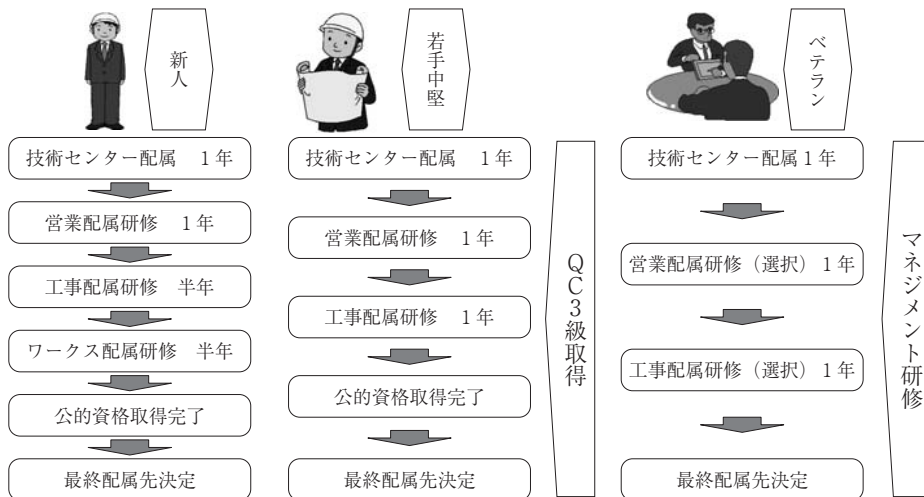 新人
技術センター配属　1年
営業配属研修　1年
工事配属研修　半年
ワークス配属研修　半年
公的資格取得完了
最終配属先決定
若手中堅
技術センター配属　1年
営業配属研修　1年
工事配属研修　1年
公的資格取得完了
最終配属先決定
QC3級取得
ベテラン
技術センター配属1年
営業配属研修（選択）1年
工事配属研修（選択）1年
最終配属先決定
マネジメント研修